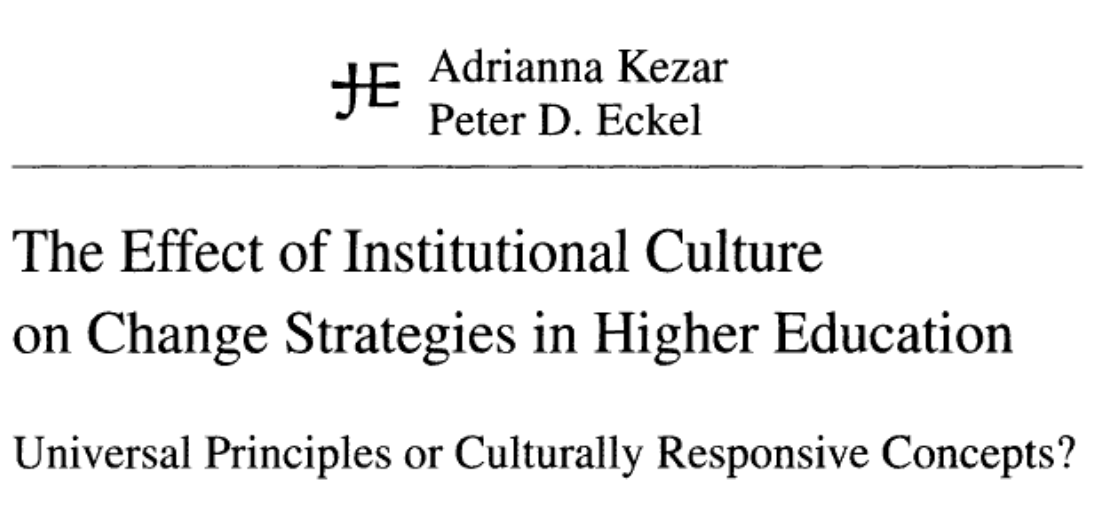 JHE Adrianna Kezar
Peter D. Eckel
The Effect of Institutional Culture
on Change Strategies in Higher Education
Universal Principles or Culturally Responsive Concepts?